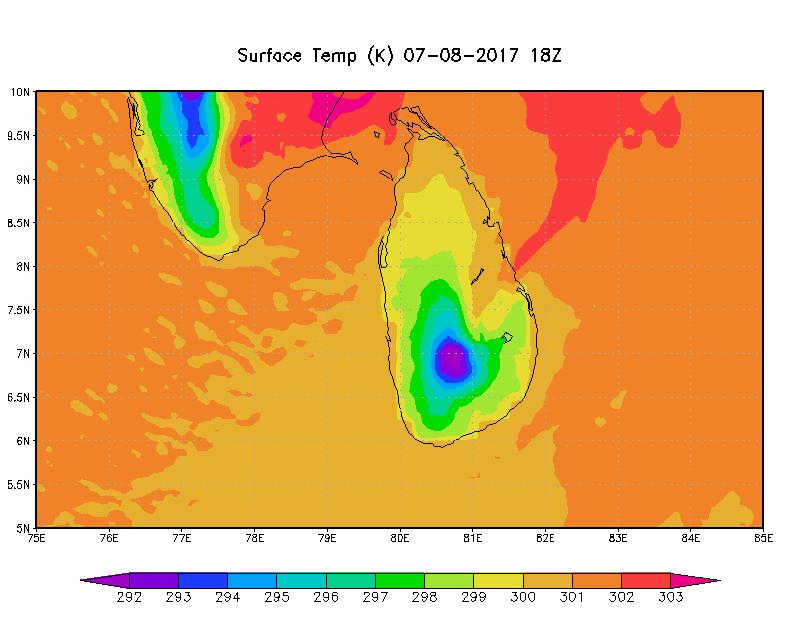 Surface Temp (K) 07-08-2017 18Z
10N
9.5N
9N
8.5N
8N
7.5N
7N
6.5N
6N
5.5N
5N
75E 76E 77E 78E 79E 80E 81E 82E 83E 84E 85E
292 293 294 295 296 297 298 299 300 301 302 303